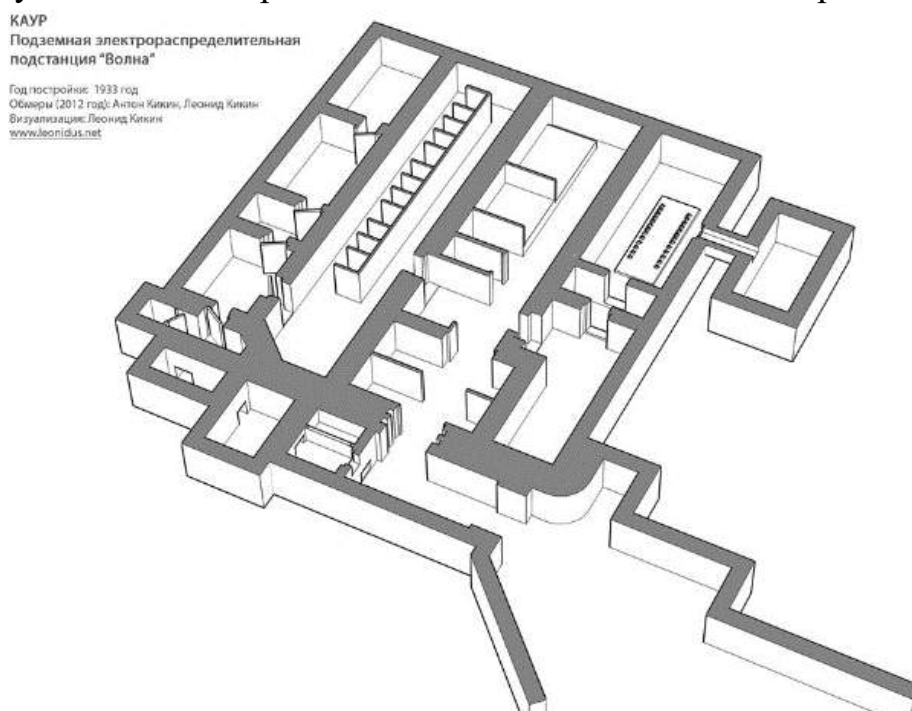 КАУР
Подземная электрораспределительная
подстанция "Волна"
Год постройки: 1933 год
Обмеры (2012 год): Антон Кикин, Леонид Кикин
Визуализация: Леонид Кикин
www.leonidus.net